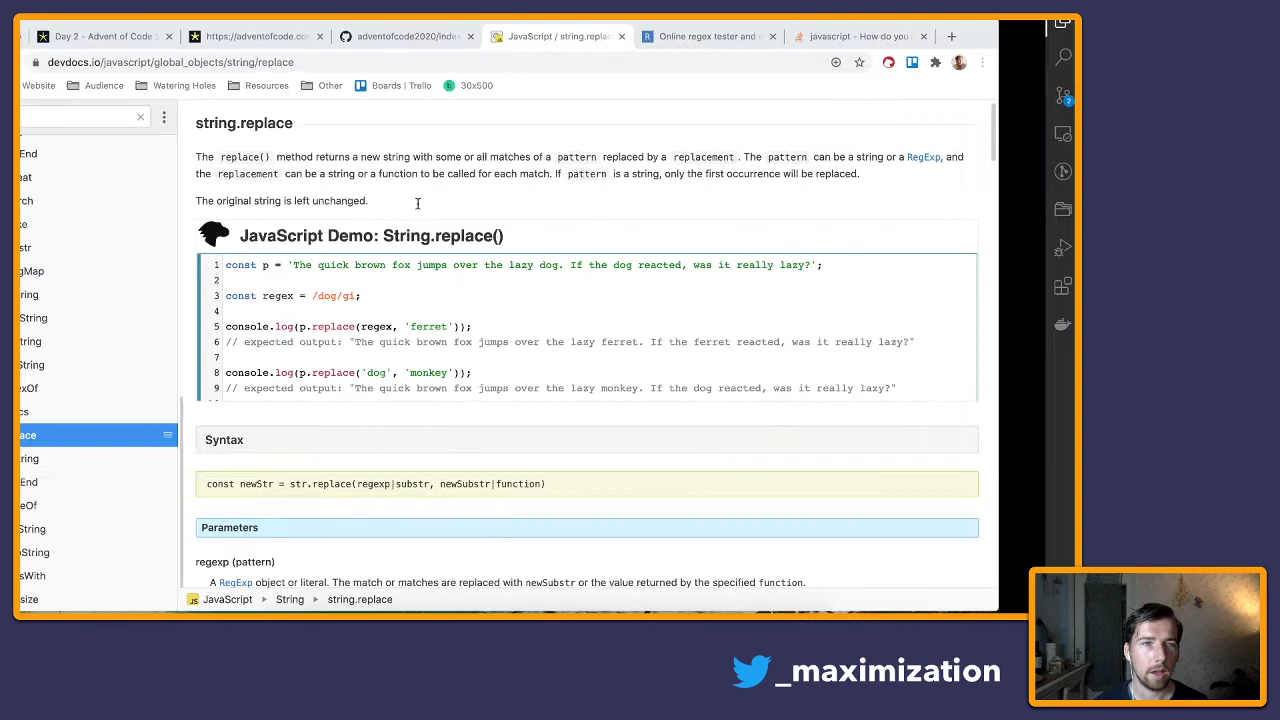 Day 2 - Advent of Code 2
https://adventofcode.com
entofcode2020/index
JavaScript / string.repla
Online regex tester and d
javascript - How do you
devdocs.io/javascript/global_objects/string/replace
Website
Audience
Watering Holes
Resources
Other
Boards | Trello
30x500
End
eat
rch
ke
str
gMap
ring
String
tring
String
exOf
cs
ace
ring
End
eOf
String
oString
sWith
size
string.replace
The replace() method returns a new string with some or all matches of a pattern replaced by a replacement. The pattern can be a string or a RegExp, and
the replacement can be a string or a function to be called for each match. If pattern is a string, only the first occurrence will be replaced.
The original string is left unchanged.
JavaScript Demo: String.replace()
1 const p = 'The quick brown fox jumps over the lazy dog. If the dog reacted, was it really lazy?';
2
3 const regex = /dog/gi;
4
5 console.log(p.replace(regex, 'ferret'));
6 // expected output: "The quick brown fox jumps over the lazy ferret. If the ferret reacted, was it really lazy?"
7
8 console.log(p.replace('dog', 'monkey'));
9 // expected output: "The quick brown fox jumps over the lazy monkey. If the dog reacted, was it really lazy?"
Syntax
const newStr = str.replace(regexp|substr, newSubstr|function)
Parameters
regexp (pattern)
A RegExp object or literal. The match or matches are replaced with newSubstr or the value returned by the specified function.
JS JavaScript String string.replace
2
_maximization